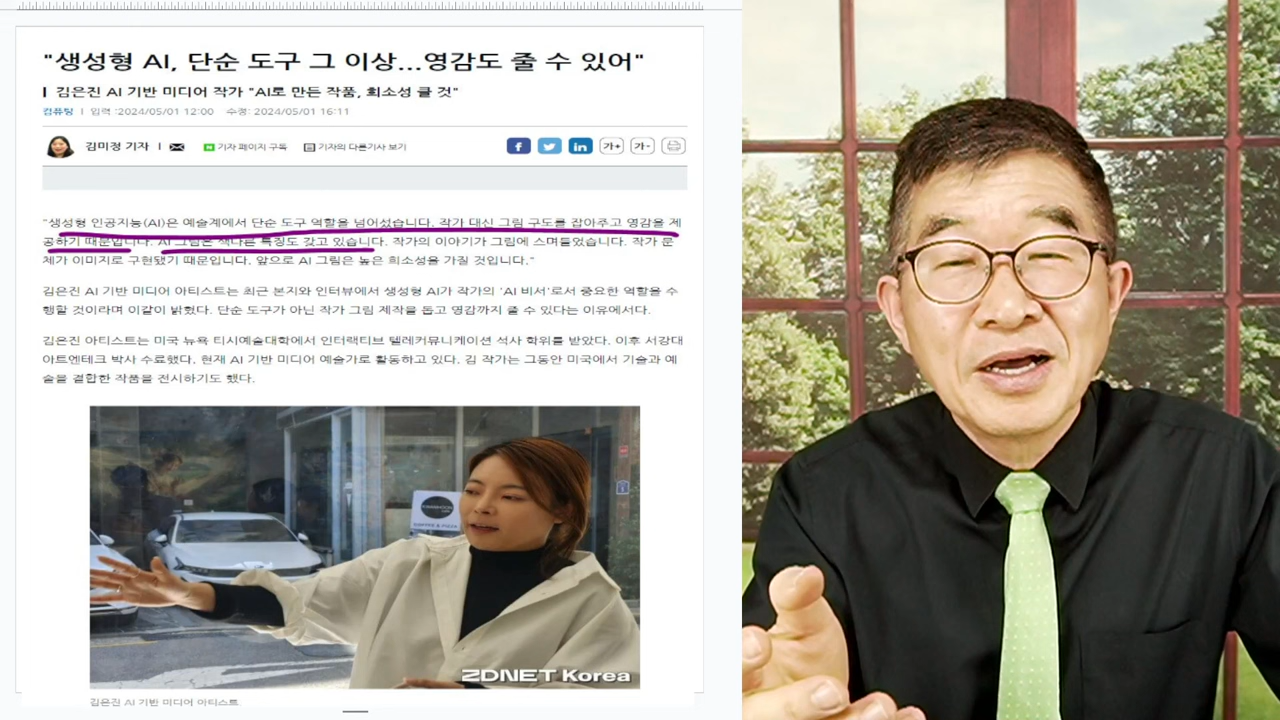 "생성형 AI, 단순 도구 그 이상...영감도 줄 수 있어"
김은진 AI 기반 미디어 작가 "AI로 만든 작품, 희소성 클 것"
컴퓨팅 | 입력 :2024/05/01 12:00 수정: 2024/05/01 16:11
김미정 기자 | 기자 페이지 구독 기자의 다른기사 보기 f in 가+ 가-
"생성형 인공지능(AI)은 예술계에서 단순 도구 역할을 넘어섰습니다. 작가 대신 그림 구도를 잡아주고 영감을 제
공하기 때문입니다. AI 그림은 색다른 특징도 갖고 있습니다. 작가의 이야기가 그림에 스며들었습니다. 작가 문
체가 이미지로 구현됐기 때문입니다. 앞으로 AI 그림은 높은 희소성을 가질 것입니다."
김은진 AI 기반 미디어 아티스트는 최근 본지와 인터뷰에서 생성형 AI가 작가의 'AI 비서'로서 중요한 역할을 수
행할 것이라며 이같이 밝혔다. 단순 도구가 아닌 작가 그림 제작을 돕고 영감까지 줄 수 있다는 이유에서다.
김은진 아티스트는 미국 뉴욕 티시예술대학에서 인터랙티브 텔레커뮤니케이션 석사 학위를 받았다. 이후 서강대
아트엔테크 박사 수료했다. 현재 AI 기반 미디어 예술가로 활동하고 있다. 김 작가는 그동안 미국에서 기술과 예
술을 결합한 작품을 전시하기도 했다.
COFFEE & PIZZA
ZDNET Korea
김은진 AI 기반 미디어 아티스트